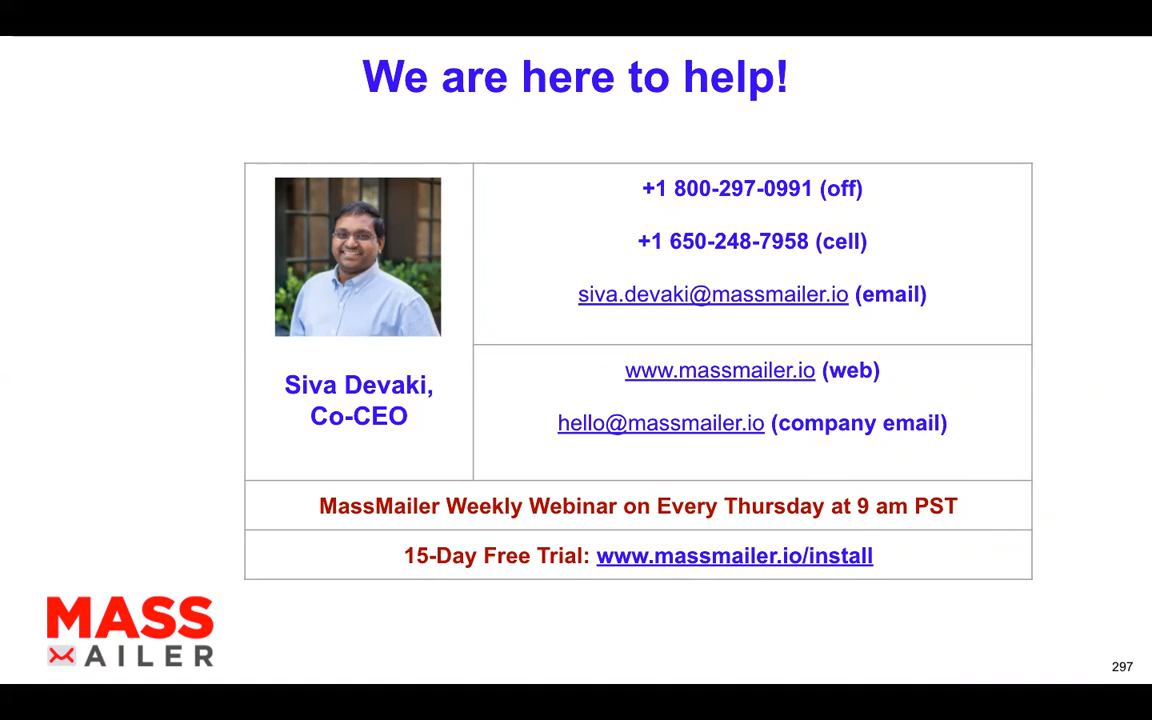 We are here to help!
+1 800-297-0991 (off)
+1 650-248-7958 (cell)
siva.devaki@massmailer.io (email)
Siva Devaki,
Co-CEO
www.massmailer.io (web)
hello@massmailer.io (company email)
MassMailer Weekly Webinar on Every Thursday at 9 am PST
15-Day Free Trial: www.massmailer.io/install
MASS
MAILER
297